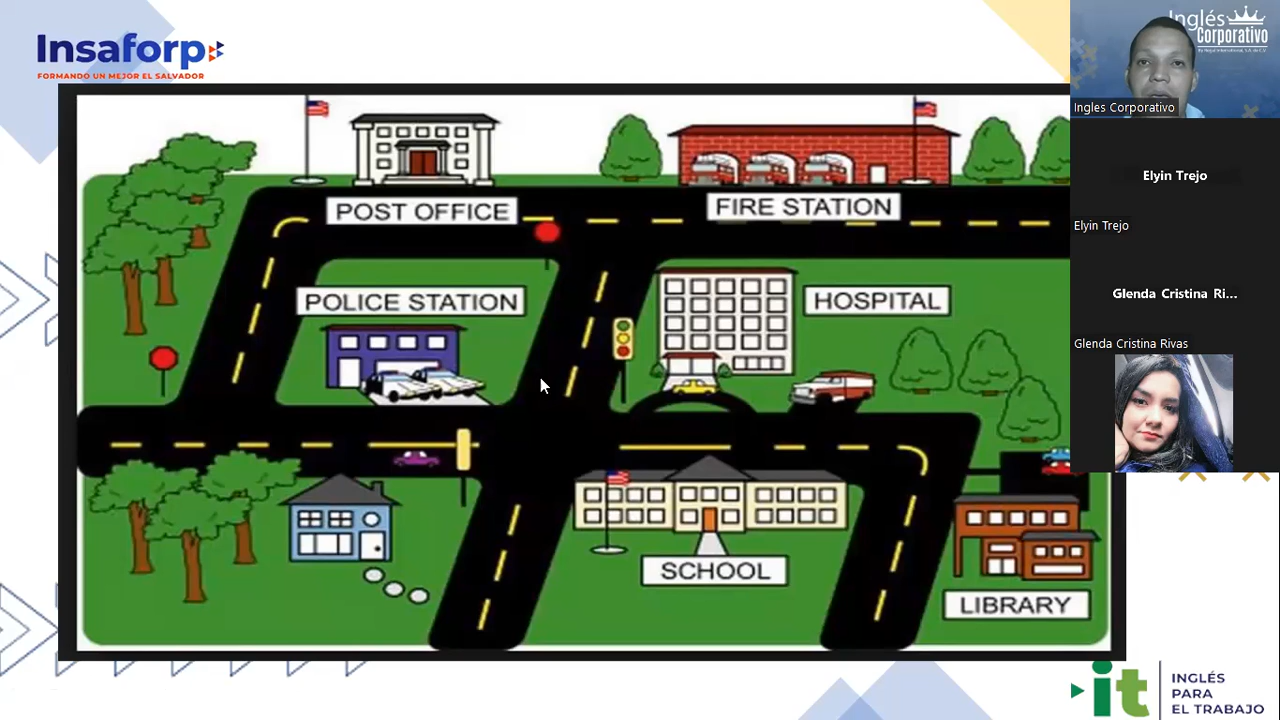 Insaforp
FORMANDO UN MEJOR EL SALVADOR
POST OFFICE
FIRE STATION
POLICE STATION
HOSPITAL
SCHOOL
LIBRARY
Inglés
Corporativo
Ingles Corporativo
Elyin Trejo
Elyin Trejo
Glenda Cristina Ri...
Glenda Cristina Rivas
it
INGLÉS
PARA
EL TRABAJO